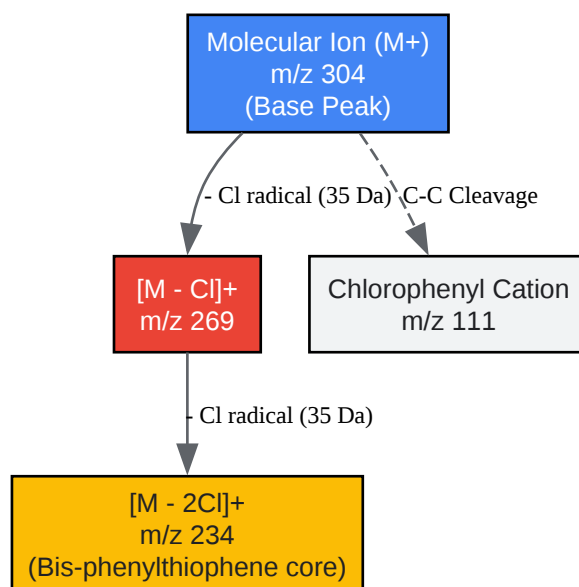 Molecular Ion (M+)
m/z 304
(Base Peak)
- Cl radical (35 Da)
C-C Cleavage
[M - Cl]+
m/z 269
Chlorophenyl Cation
m/z 111
- Cl radical (35 Da)
[M - 2Cl]+
m/z 234
(Bis-phenylthiophene core)